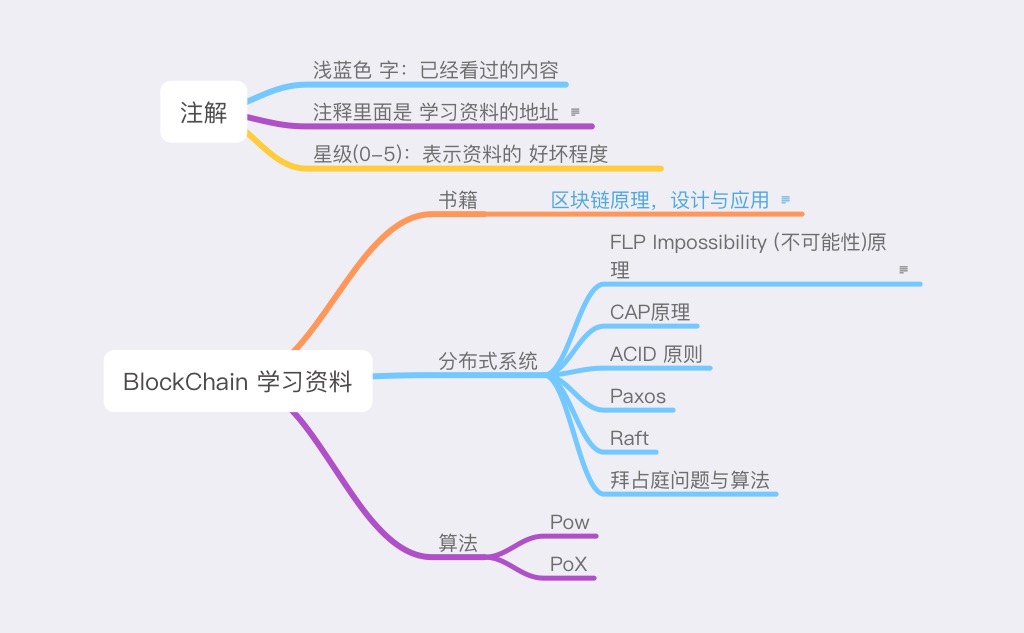 浅蓝色 字：已经看过的内容
注解
注释里面是 学习资料的地址
星级(0-5)：表示资料的 好坏程度
书籍
区块链原理，设计与应用
FLP Impossibility (不可能性)原
理
CAP原理
分布式系统
ACID 原则
BlockChain 学习资料
Paxos
Raft
拜占庭问题与算法
Pow
算法
PoX